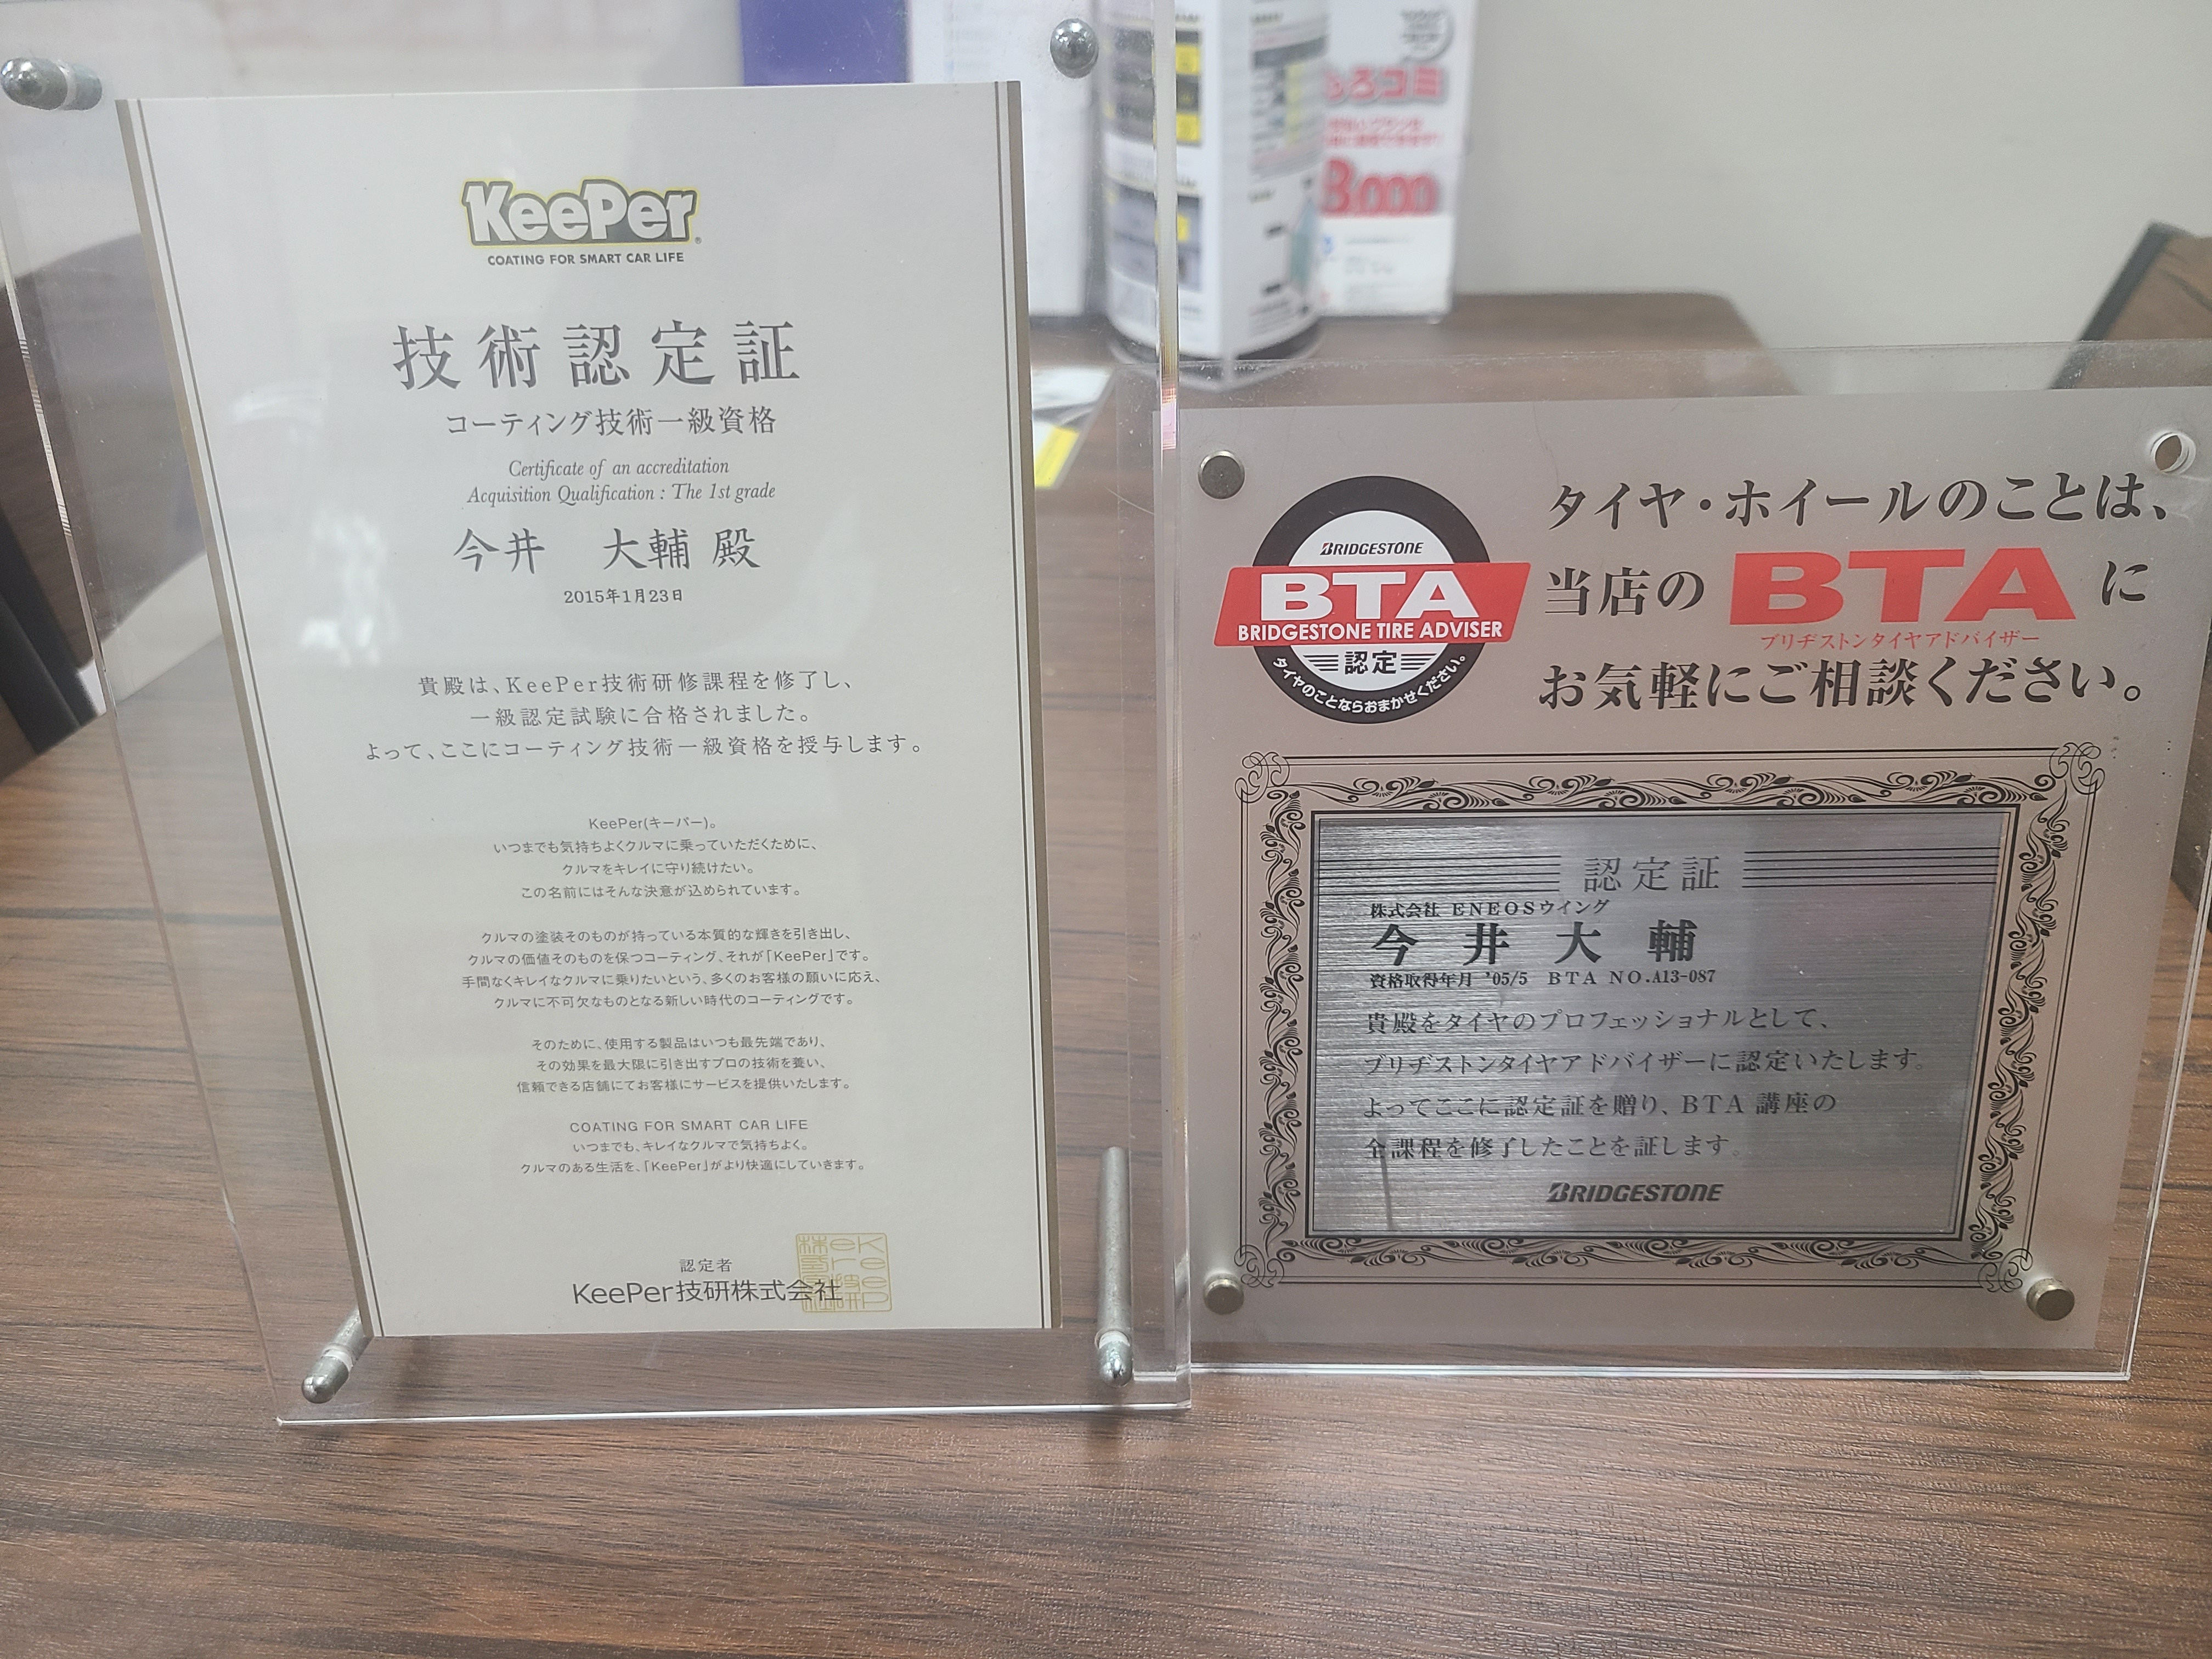 KeePer
COATING FOR SMART CAR LIFE
技術認定証
コーティング技術一級資格
Certificate of an accreditation
Acquisition Qualification : The 1st grade
今井 大輔 殿
2015年1月23日
貴殿は、KeePer技術研修課程を修了し、
一級認定試験に合格されました。
よって、ここにコーティング技術一級資格を授与します。
KeePer(キーパー)。
いつまでも気持ちよくクルマに乗っていただくために、
クルマをキレイに守り続けたい。
この名前にはそんな決意が込められています。
クルマの塗装そのものが持っている本質的な輝きを引き出し、
クルマの価値そのものを保つコーティング、それが「KeePer」です。
手間なくキレイなクルマに乗りたいという、多くのお客様の願いに応え、
クルマに不可欠なものとなる新しい時代のコーティングです。
そのために、使用する製品はいつも最先端であり、
その効果を最大限に引き出すプロの技術を養い、
信頼できる店舗にてお客様にサービスを提供いたします。
COATING FOR SMART CAR LIFE
いつまでも、キレイなクルマで気持ちよく。
クルマのある生活を、「KeePer」がより快適にしていきます。
認定者
KeePer技研株式会社
ろコミ
3,000
タイヤ・ホイールのことは、
当店の BTA に
ブリヂストンタイヤアドバイザー
お気軽にご相談ください。
BRIDGESTONE
BTA
BRIDGESTONE TIRE ADVISER
認定
タイヤのことならおまかせください。
認定証
株式会社 ENEOSウイング
今井大輔
資格取得年月 '05/5 BTA NO.A13-087
貴殿をタイヤのプロフェッショナルとして、
ブリヂストンタイヤアドバイザーに認定いたします。
よってここに認定証を贈り、BTA 講座の
全課程を修了したことを証します。
BRIDGESTONE